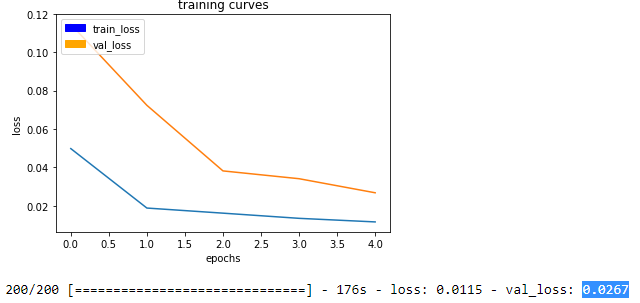 training curves
0.12
train_loss
val_loss
0.10
0.08
0.06
0.04
0.02
loss
0.0 0.5 1.0 1.5 2.0 2.5 3.0 3.5 4.0
epochs
200/200 [==============================] - 176s - loss: 0.0115 - val_loss: 0.0267